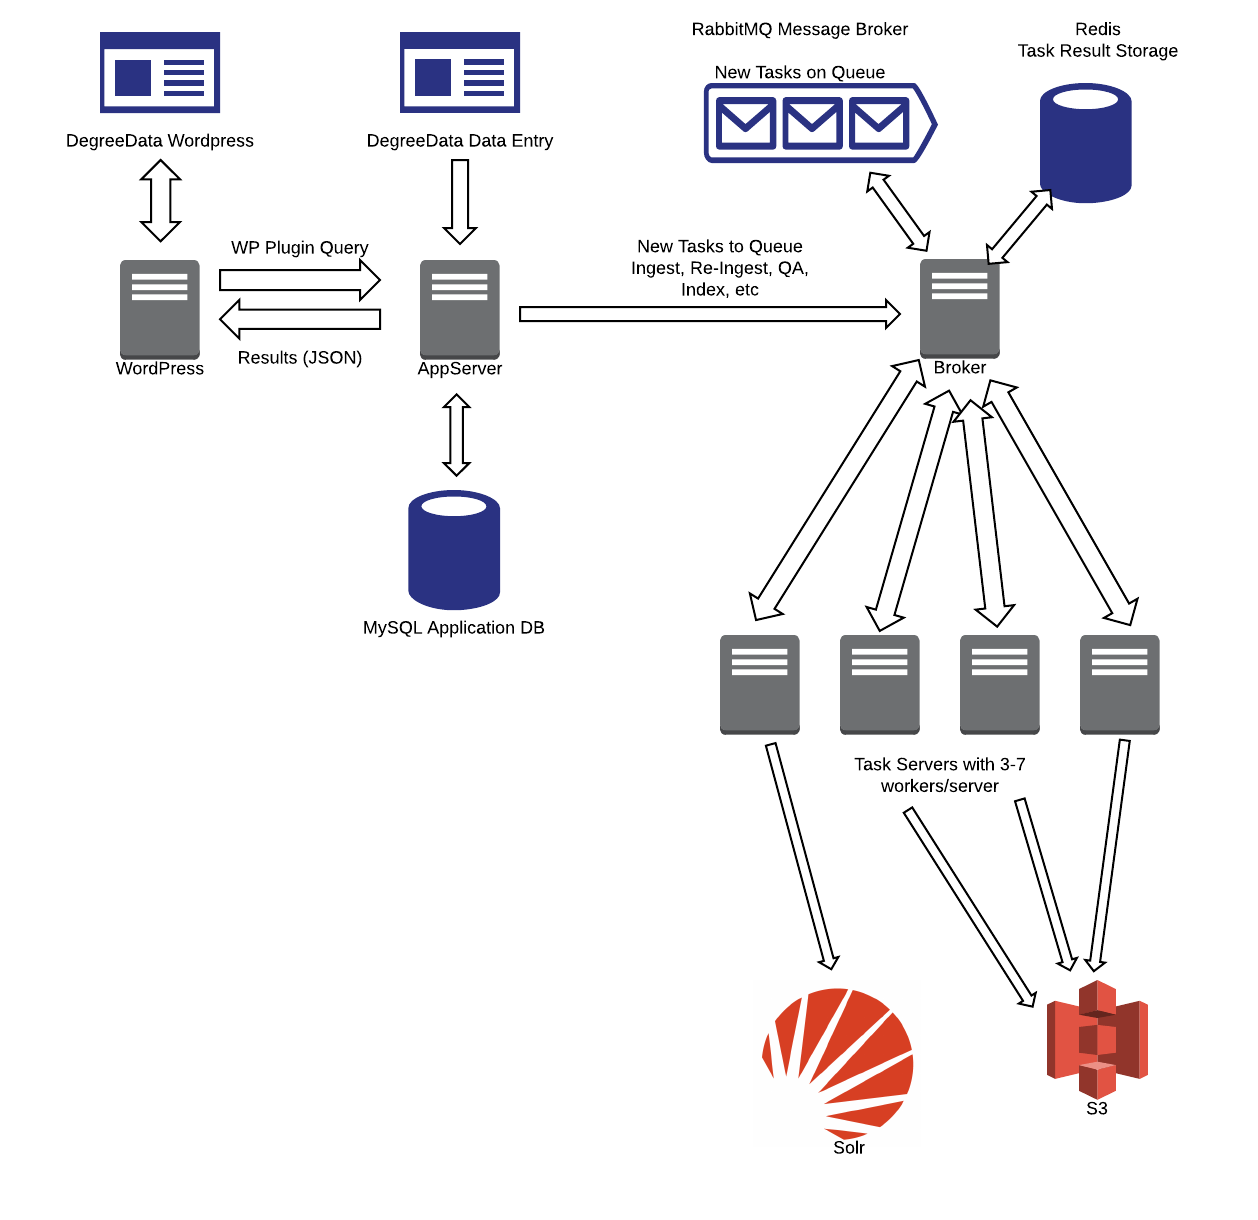 RabbitMQ Message Broker
Redis
Task Result Storage
New Tasks on Queue
DegreeData Wordpress
DegreeData Data Entry
WP Plugin Query
New Tasks to Queue
Ingest, Re-Ingest, QA,
Index, etc
Results (JSON)
WordPress
AppServer
Broker
MySQL Application DB
Task Servers with 3-7
workers/server
S3
Solr